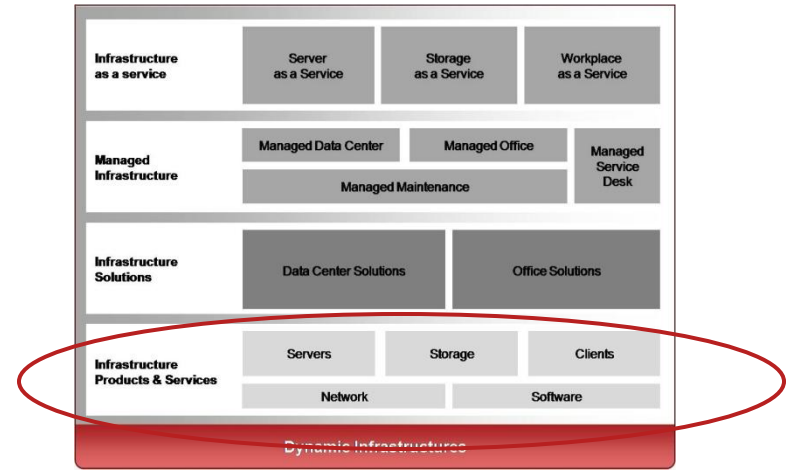 Infrastructure
as a service
Server
as a Service
Storage
as a Service
Workplace
as a Service
Managed
Infrastructure
Managed Data Center
Managed Office
Managed Maintenance
Managed
Service
Desk
Infrastructure
Solutions
Data Center Solutions
Office Solutions
Infrastructure
Products & Services
Servers
Storage
Clients
Network
Software
Dynamic Infrastructures